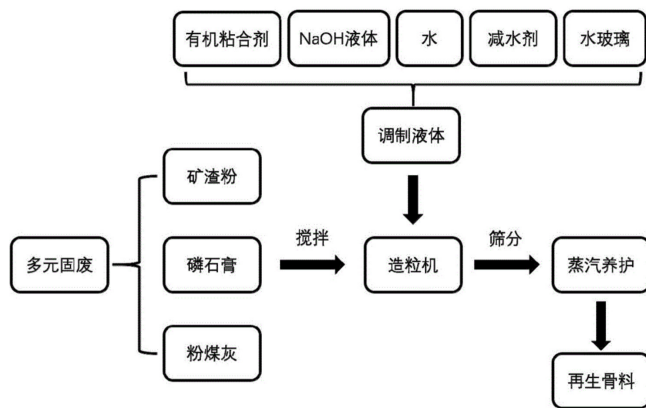 有机粘合剂
NaOH液体
水
减水剂
水玻璃
调制液体
矿渣粉
多元固废
磷石膏
搅拌
造粒机
筛分
蒸汽养护
粉煤灰
再生骨料